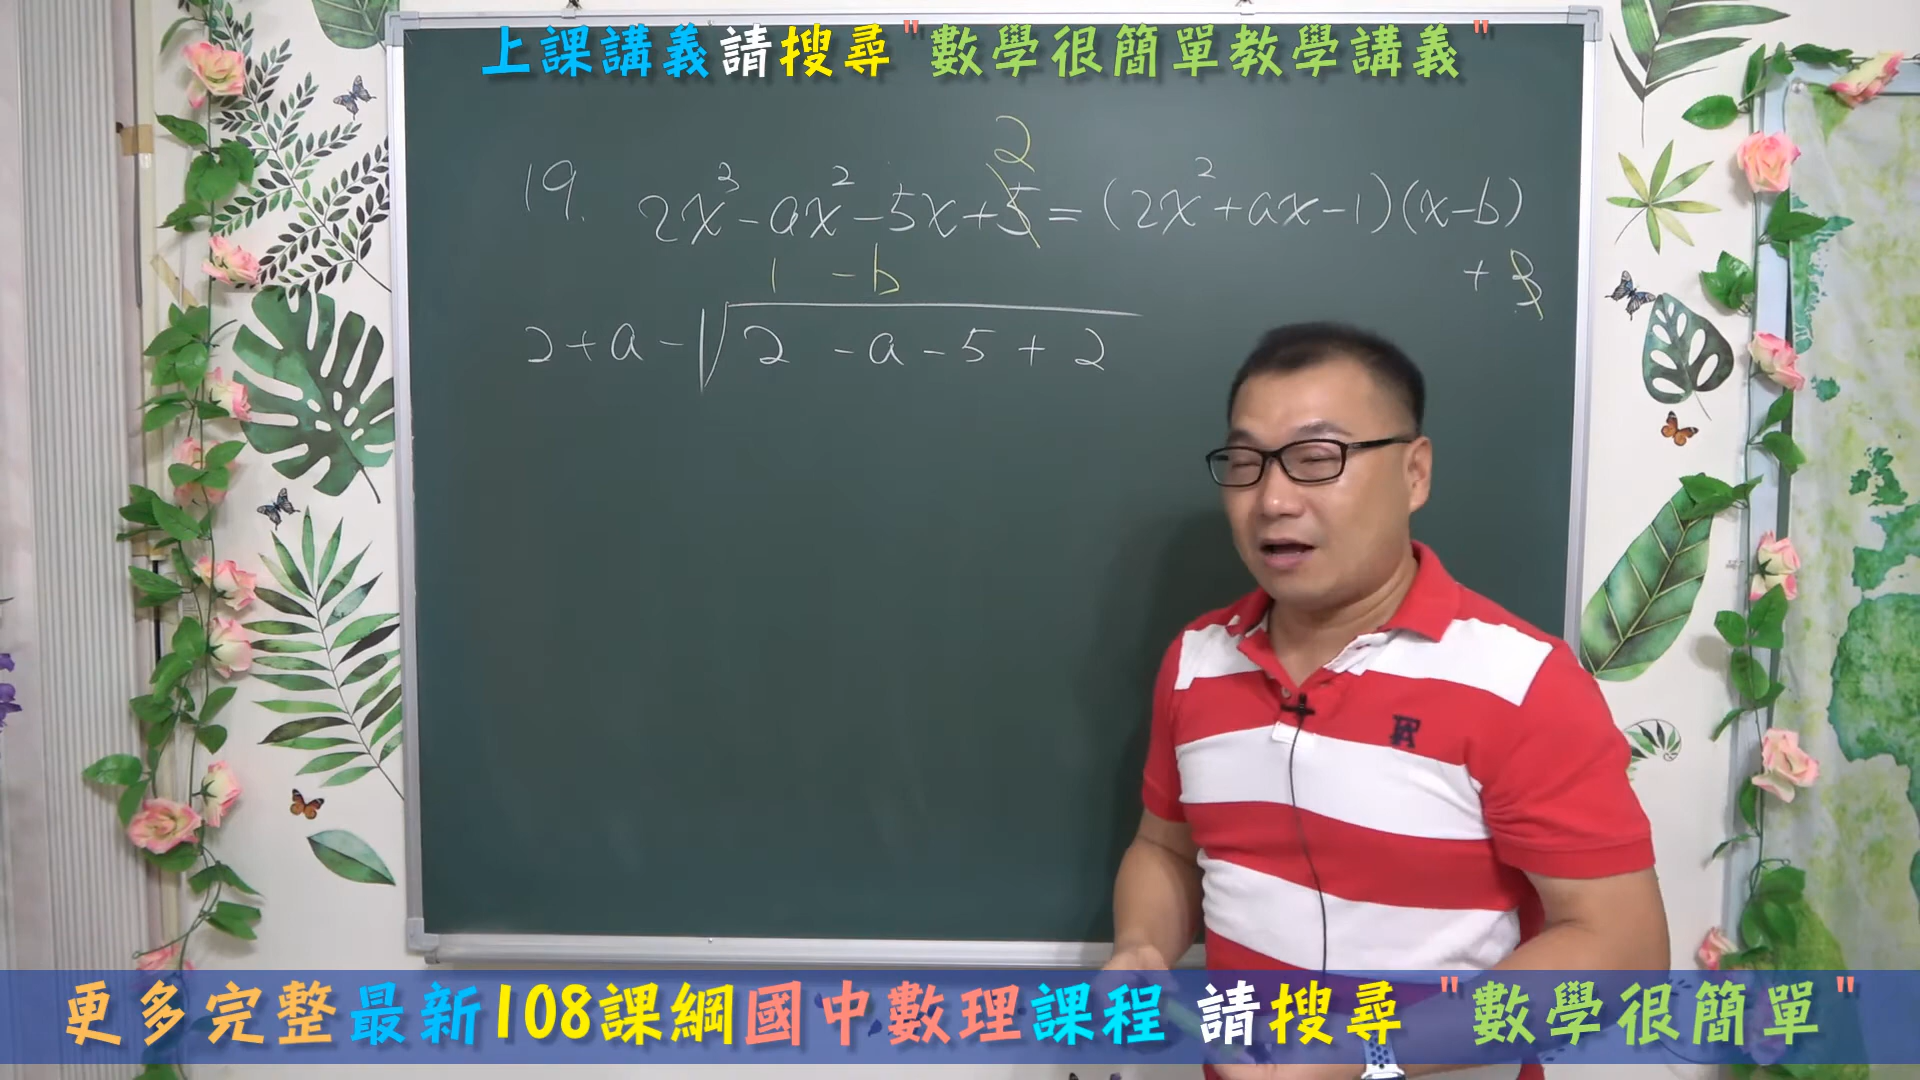 上課講義請搜尋"數學很簡單教學講義"
2
19. 2x³-ax²-5x+5=(2x²+ax-1)(x-b)
+3
1 -b
2+a-1√2 -a-5+2
更多完整最新108課綱國中數理課程 請搜尋 "數學很簡單"